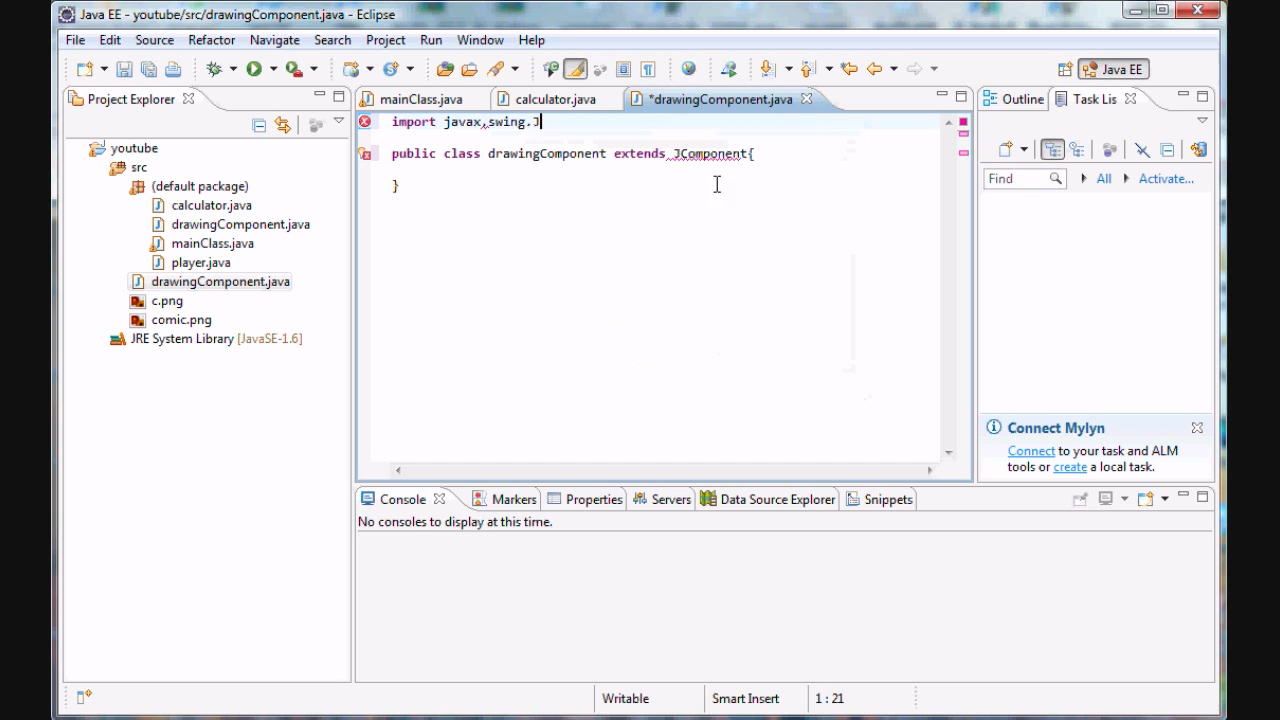 Java EE - youtube/src/drawingComponent.java - Eclipse
File Edit Source Refactor Navigate Search Project Run Window Help
Java EE
Project Explorer
mainClass.java calculator.java *drawingComponent.java
Outline Task Lis
youtube
src
(default package)
calculator.java
drawingComponent.java
mainClass.java
player.java
drawingComponent.java
c.png
comic.png
JRE System Library [JavaSE-1.6]
import javax,swing.J
public class drawingComponent extends JComponent{
}
Find All Activate...
Connect Mylyn
Connect to your task and ALM
tools or create a local task.
Console Markers Properties Servers Data Source Explorer Snippets
No consoles to display at this time.
Writable Smart Insert 1 : 21